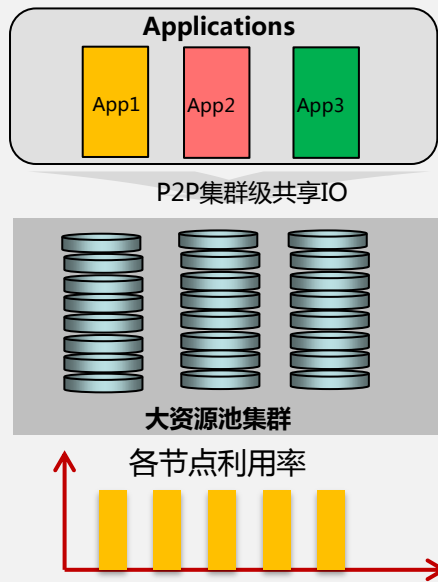 Applications
App1
App2
App3
P2P集群级共享IO
大资源池集群
各节点利用率